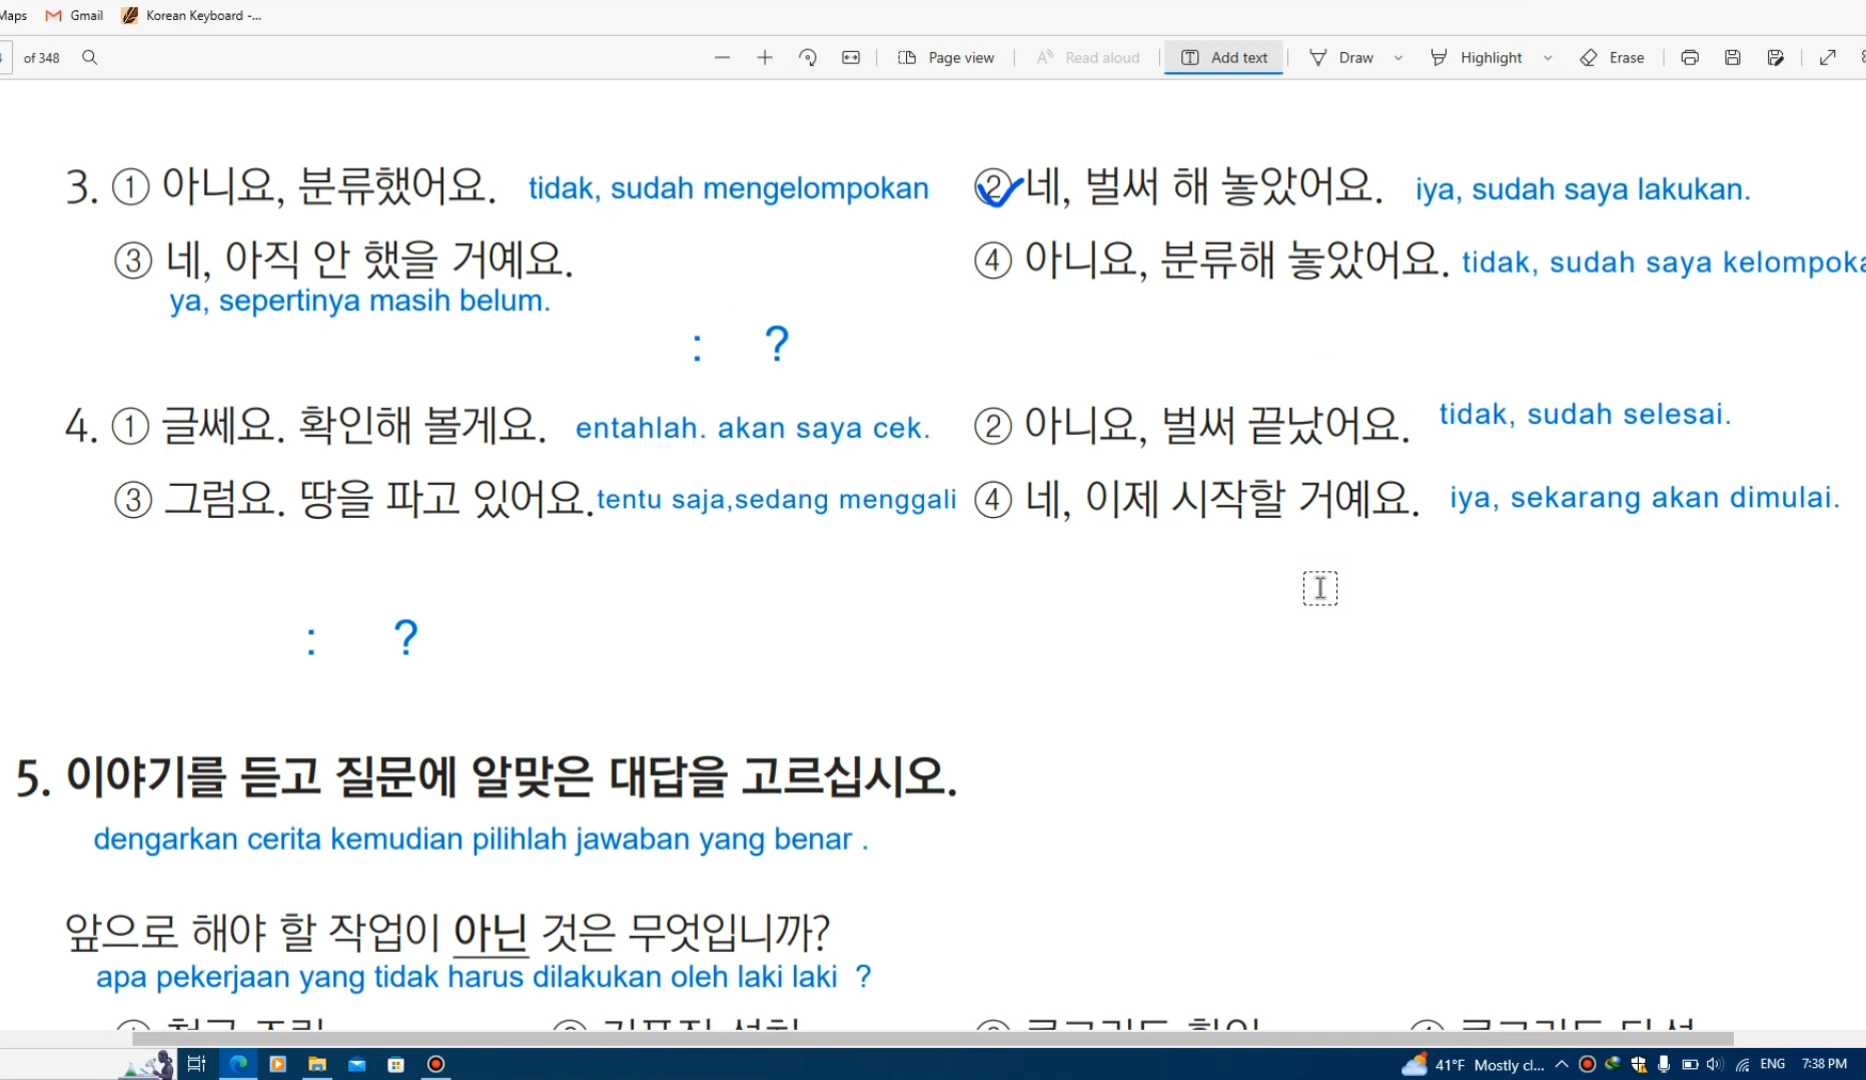 Maps Gmail Korean Keyboard -...
of 348 Page view Read aloud Add text Draw Highlight Erase
3. ① 아니요, 분류했어요. tidak, sudah mengelompokan ② 네, 벌써 해 놓았어요. iya, sudah saya lakukan.
③ 네, 아직 안 했을 거예요. ④ 아니요, 분류해 놓았어요. tidak, sudah saya kelompoka
ya, sepertinya masih belum.
: ?
4. ① 글쎄요. 확인해 볼게요. entahlah. akan saya cek. ② 아니요, 벌써 끝났어요. tidak, sudah selesai.
③ 그럼요. 땅을 파고 있어요. tentu saja,sedang menggali ④ 네, 이제 시작할 거예요. iya, sekarang akan dimulai.
: ?
5. 이야기를 듣고 질문에 알맞은 대답을 고르십시오.
dengarkan cerita kemudian pilihlah jawaban yang benar .
앞으로 해야 할 작업이 아닌 것은 무엇입니까?
apa pekerjaan yang tidak harus dilakukan oleh laki laki ?
41°F Mostly cl... ENG 7:38 PM